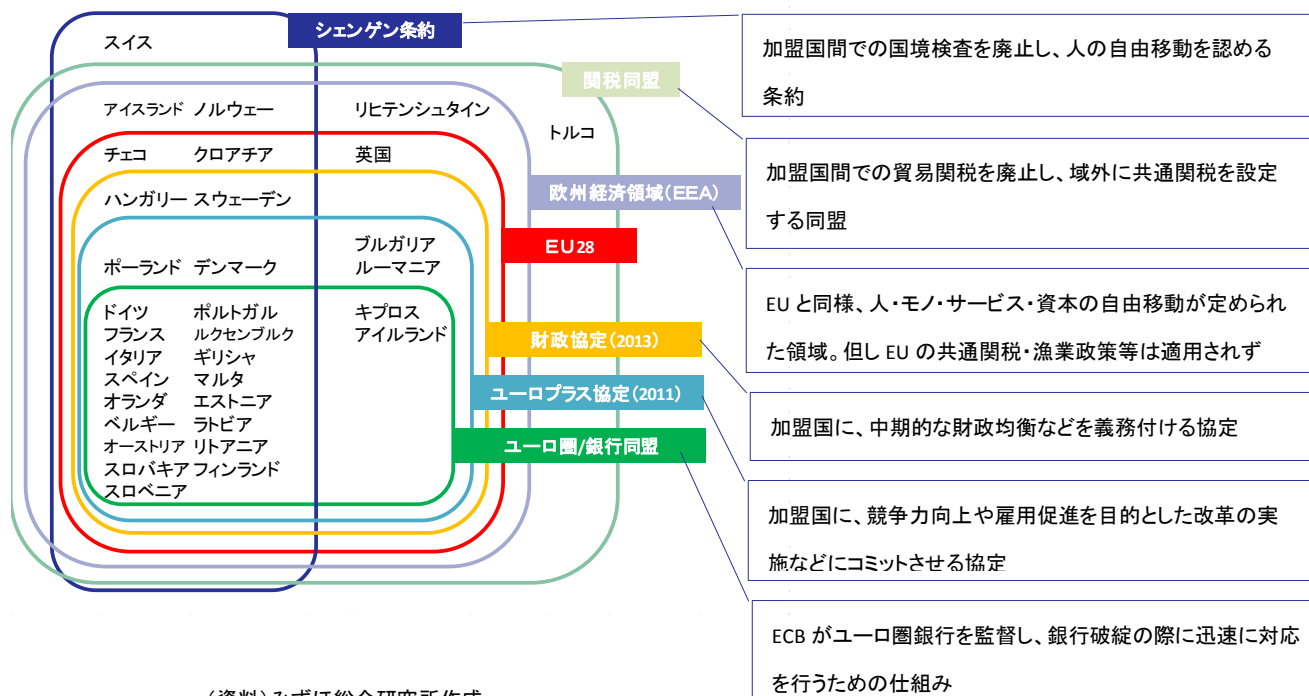 シェンゲン条約
スイス
関税同盟
アイスランド ノルウェー リヒテンシュタイン
トルコ
チェコ クロアチア 英国
欧州経済領域(EEA)
ハンガリー スウェーデン
EU28
ブルガリア
ポーランド デンマーク ルーマニア
ドイツ ポルトガル キプロス
フランス ルクセンブルク アイルランド
イタリア ギリシャ
財政協定(2013)
スペイン マルタ
オランダ エストニア
ユーロプラス協定(2011)
ベルギー ラトビア
オーストリア リトアニア
ユーロ圏/銀行同盟
スロバキア フィンランド
スロベニア
加盟国間での国境検査を廃止し、人の自由移動を認める
条約
加盟国間での貿易関税を廃止し、域外に共通関税を設定
する同盟
EU と同様、人・モノ・サービス・資本の自由移動が定められ
た領域。但し EU の共通関税・漁業政策等は適用されず
加盟国に、中期的な財政均衡などを義務付ける協定
加盟国に、競争力向上や雇用促進を目的とした改革の実
施などにコミットさせる協定
ECB がユーロ圏銀行を監督し、銀行破綻の際に迅速に対応
を行うための仕組み
(資料)みずほ総合研究所作成